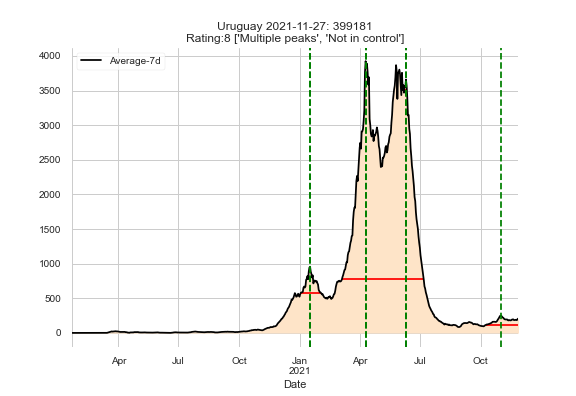 Uruguay 2021-11-27: 399181
Rating:8 ['Multiple peaks', 'Not in control']
Average-7d
4000
3500
3000
2500
2000
1500
1000
500
0
Apr
Jul
Oct
Jan
2021
Apr
Jul
Oct
Date